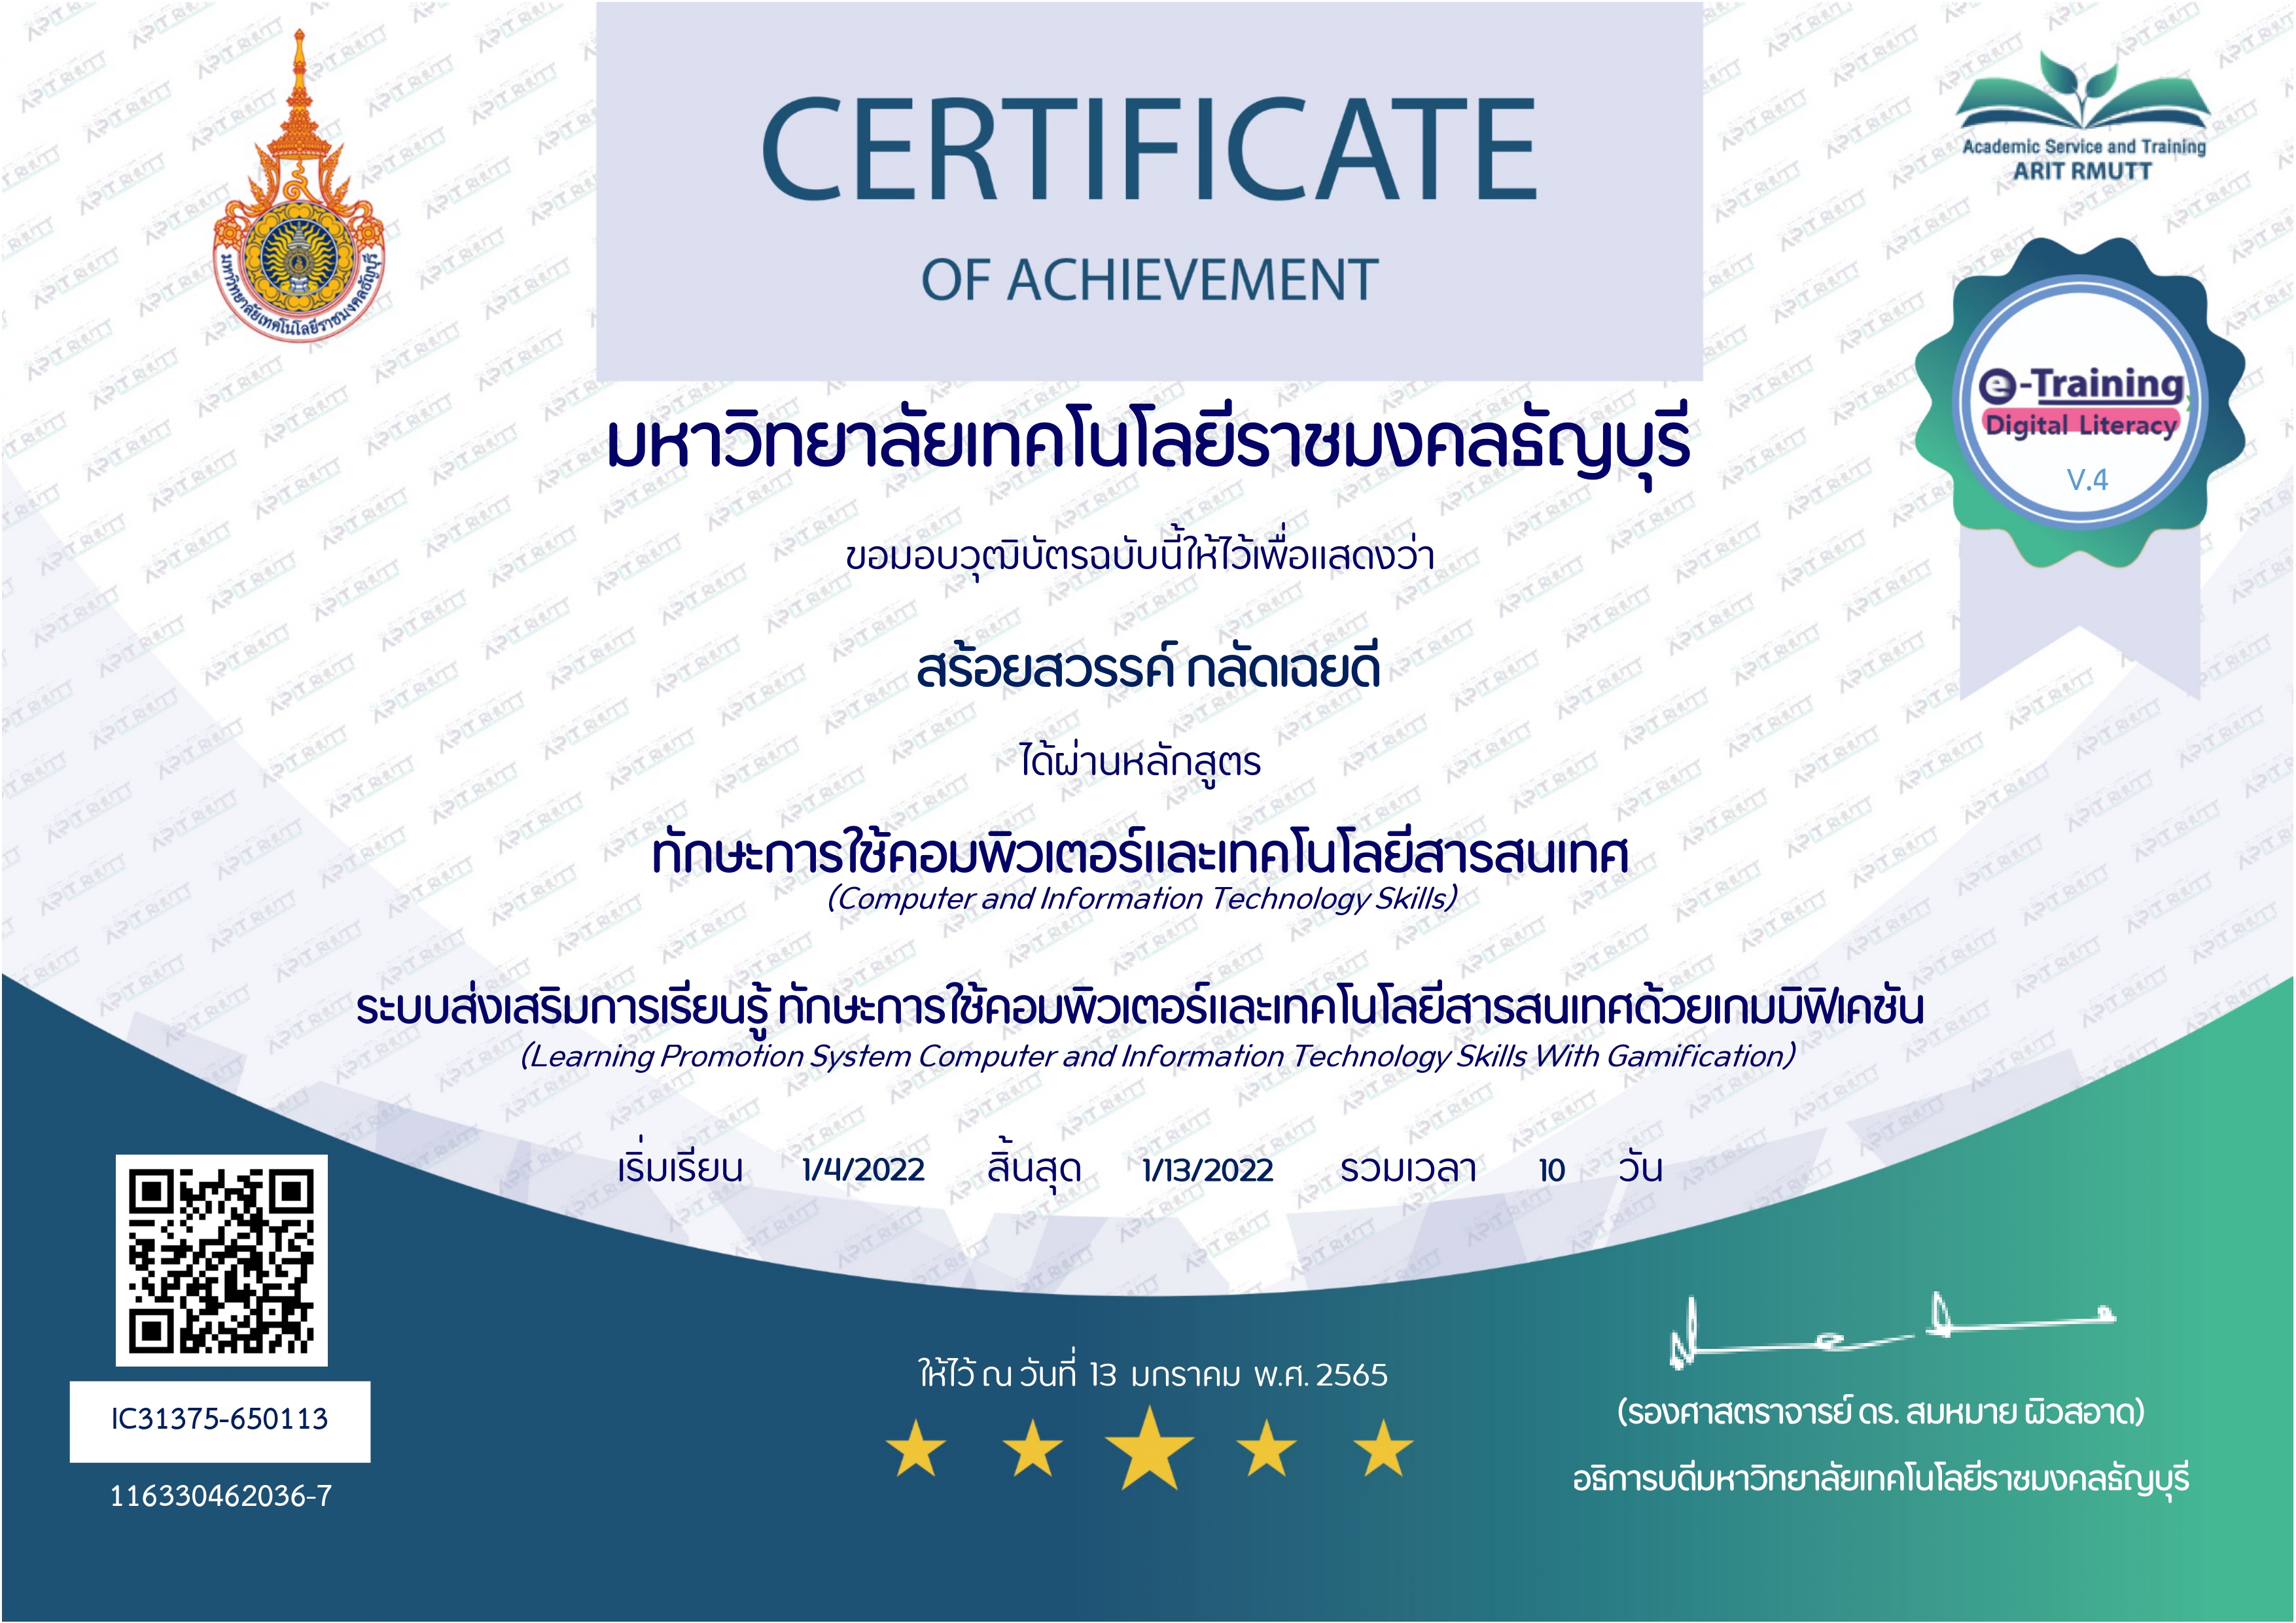 CERTIFICATE
OF ACHIEVEMENT
มหาวิทยาลัยเทคโนโลยีราชมงคลธัญบุรี
Academic Service and Training
ARIT RMUTT
e-Training
Digital Literacy
V.4
มหาวิทยาลัยเทคโนโลยีราชมงคลธัญบุรี
ขอมอบวุฒิบัตรฉบับนี้ให้ไว้เพื่อแสดงว่า
สร้อยสวรรค์ กลัดเฉยดี
ได้ผ่านหลักสูตร
ทักษะการใช้คอมพิวเตอร์และเทคโนโลยีสารสนเทศ
(Computer and Information Technology Skills)
ระบบส่งเสริมการเรียนรู้ ทักษะการใช้คอมพิวเตอร์และเทคโนโลยีสารสนเทศด้วยเกมมิฟิเคชัน
(Learning Promotion System Computer and Information Technology Skills With Gamification)
เริ่มเรียน 1/4/2022 สิ้นสุด 1/13/2022 รวมเวลา 10 วัน
ให้ไว้ ณ วันที่ 13 มกราคม พ.ศ. 2565
IC31375-650113
116330462036-7
(รองศาสตราจารย์ ดร. สมหมาย ผิวสอาด)
อธิการบดีมหาวิทยาลัยเทคโนโลยีราชมงคลธัญบุรี